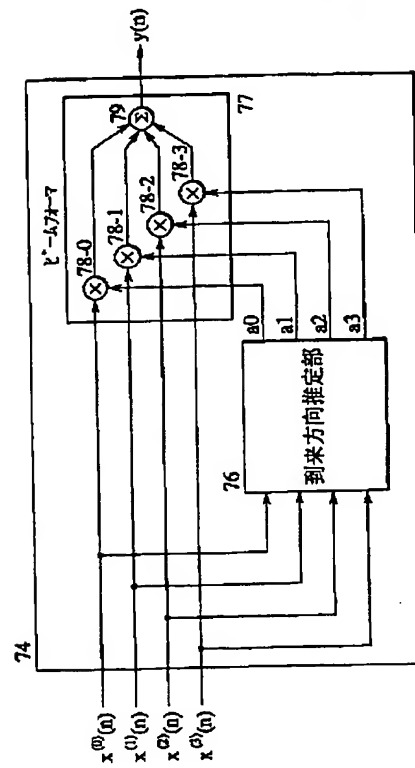 74
x⁽⁰⁾(n)
x⁽¹⁾(n)
x⁽²⁾(n)
x⁽³⁾(n)
76
到来方向推定部
a0
a1
a2
a3
ビームフォーマ
78-0
78-1
78-2
78-3
79
Σ
77
y(n)